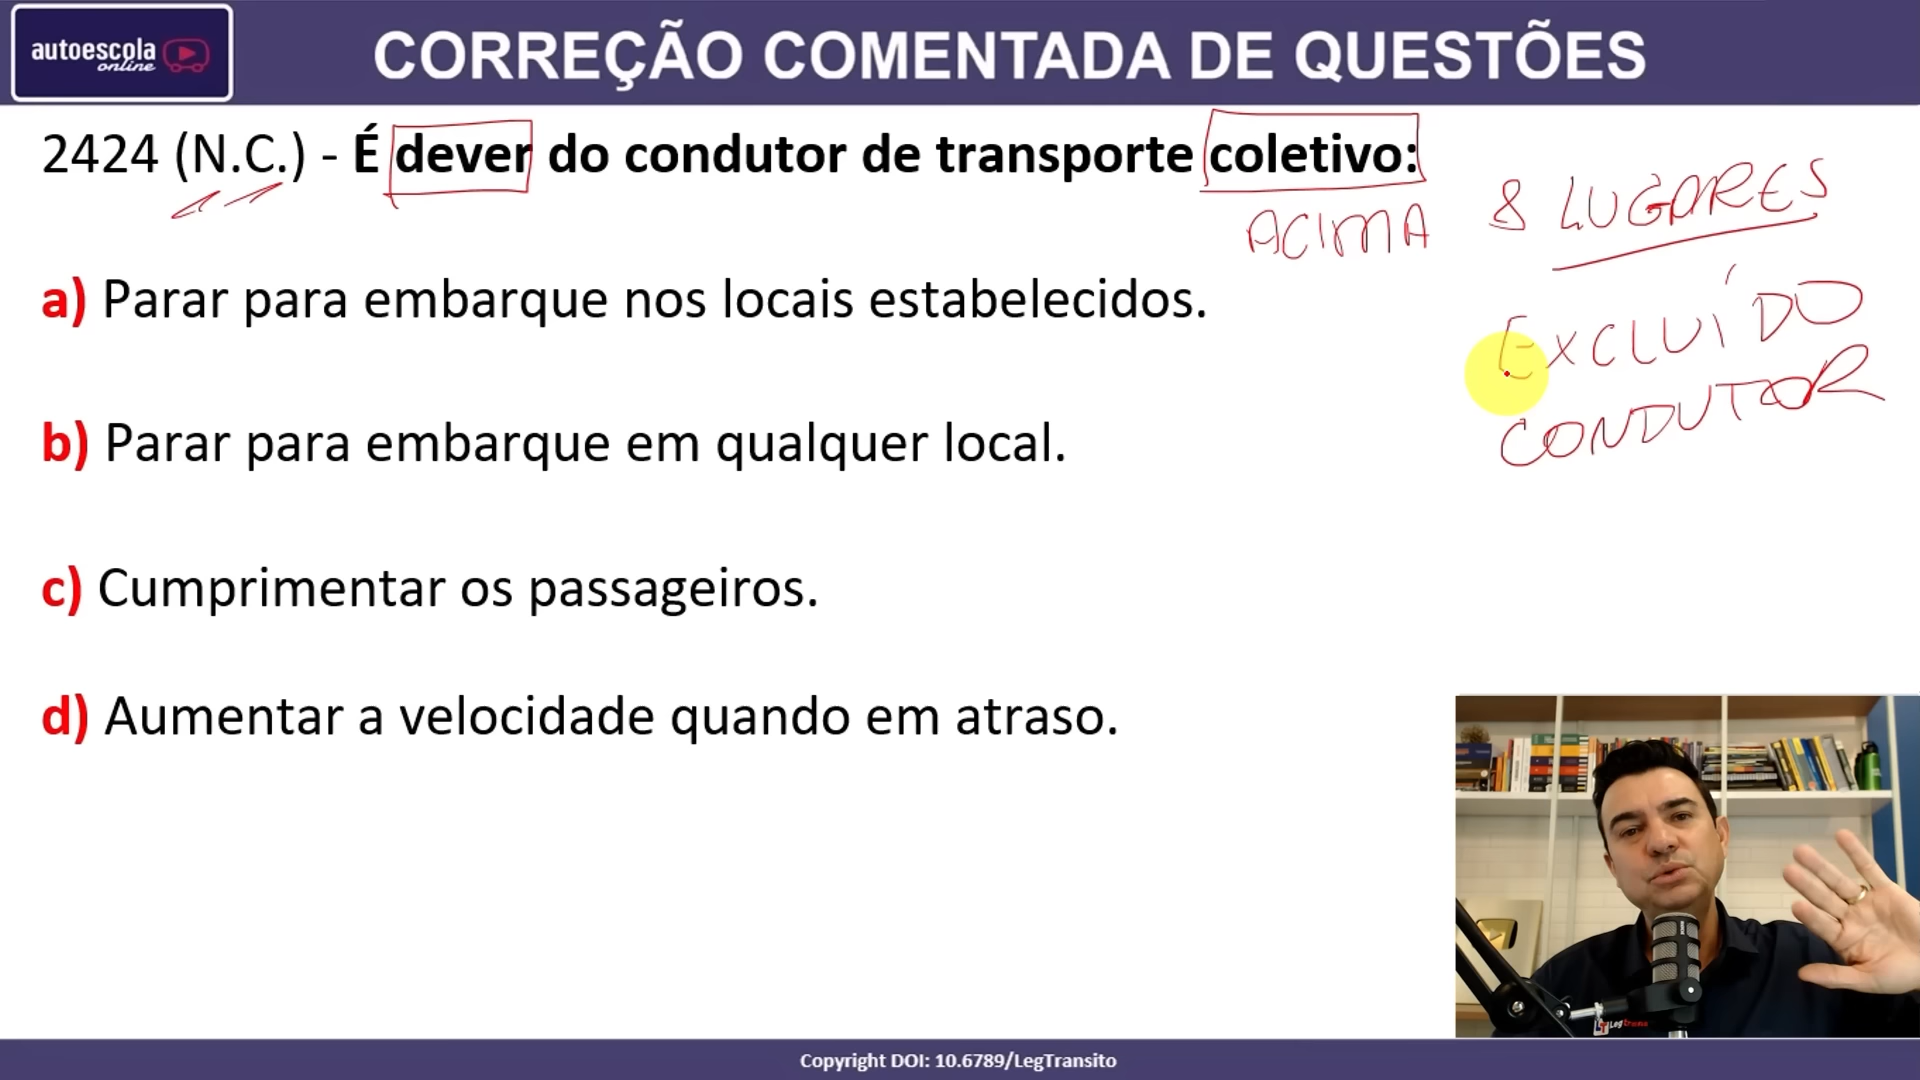 autoescola
online
CORREÇÃO COMENTADA DE QUESTÕES
2424 (N.C.) - É dever do condutor de transporte coletivo:
ACIMA 8 LUGARES
EXCLUÍDO
CONDUTOR
a) Parar para embarque nos locais estabelecidos.
b) Parar para embarque em qualquer local.
c) Cumprimentar os passageiros.
d) Aumentar a velocidade quando em atraso.
Copyright DOI: 10.6789/LegTransito